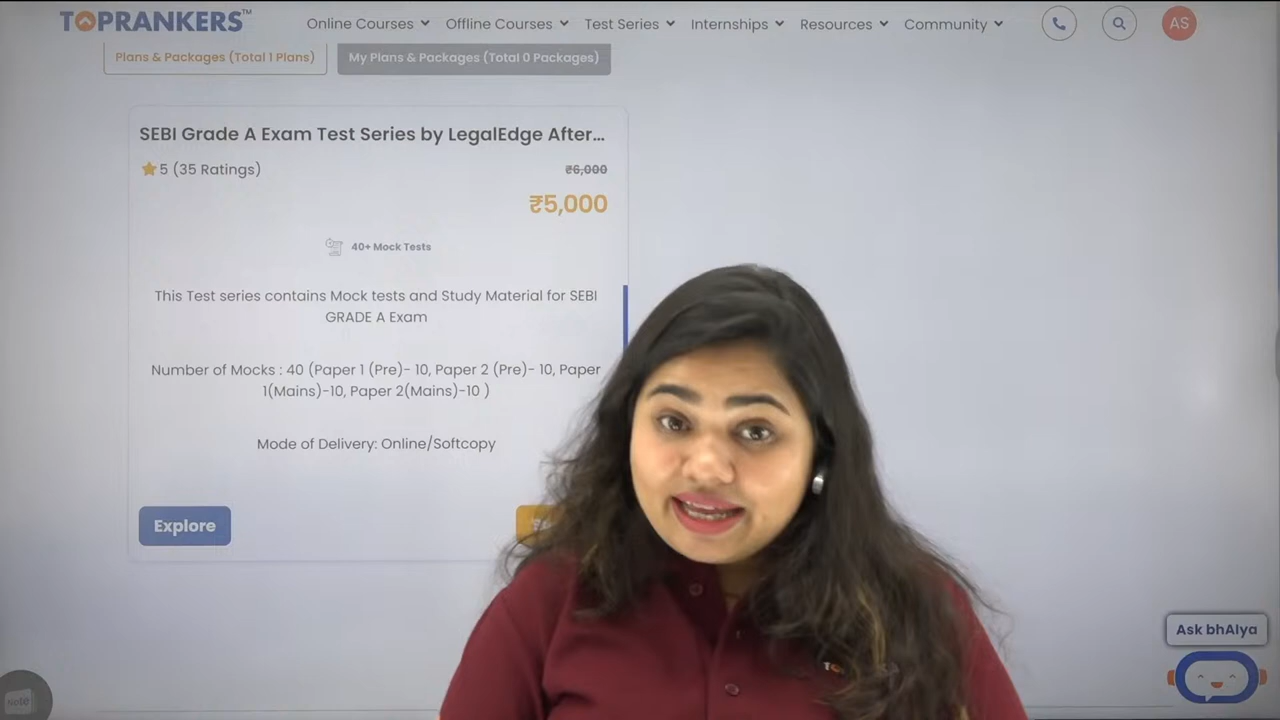 TOPRANKERS™
Online Courses Offline Courses Test Series Internships Resources Community AS
Plans & Packages (Total 1 Plans) My Plans & Packages (Total 0 Packages)
SEBI Grade A Exam Test Series by LegalEdge After...
5 (35 Ratings) ₹6,000
₹5,000
40+ Mock Tests
This Test series contains Mock tests and Study Material for SEBI
GRADE A Exam
Number of Mocks : 40 (Paper 1 (Pre)- 10, Paper 2 (Pre)- 10, Paper
1(Mains)-10, Paper 2(Mains)-10 )
Mode of Delivery: Online/Softcopy
Explore
Ask bhAIya
Note